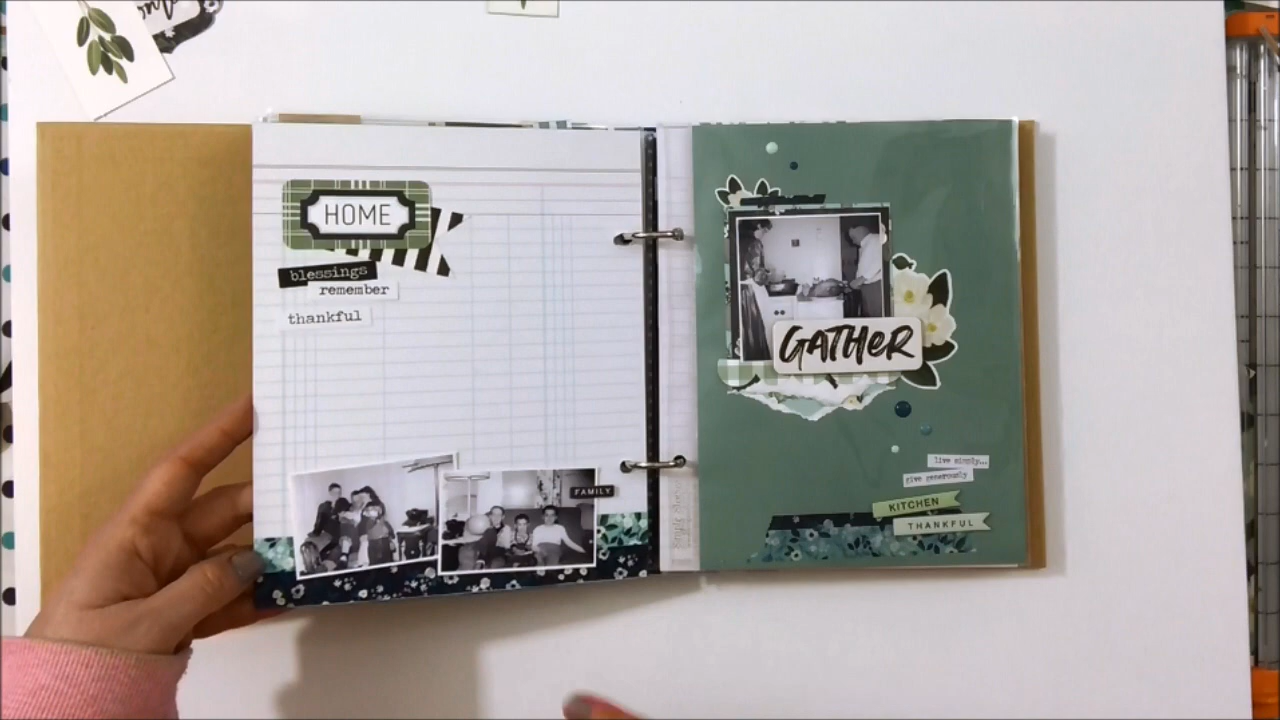 HOME
blessings
remember
thankful
FAMILY
GATHER
live simply...
give generously
KITCHEN
THANKFUL